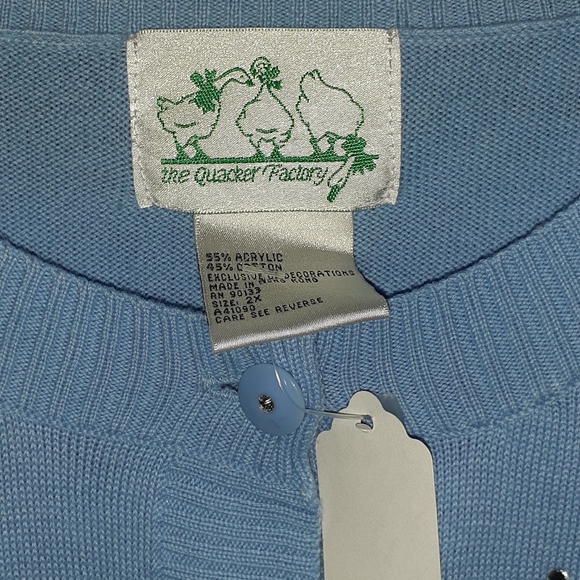 the Quacker Factory
55% ACRYLIC
45% COTTON
EXCLUSIVE OF DECORATIONS
MADE IN HONG KONG
RN 90133
SIZE: 2X
A41090
CARE SEE REVERSE